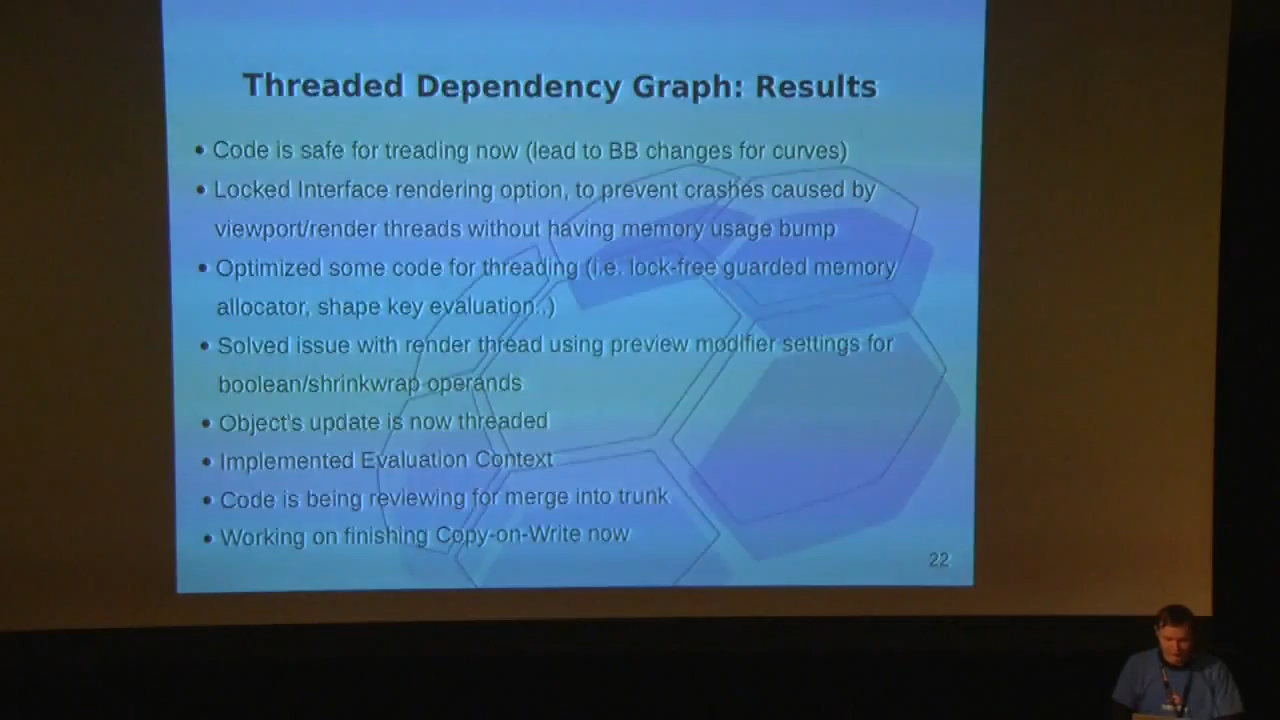 Threaded Dependency Graph: Results
• Code is safe for treading now (lead to BB changes for curves)
• Locked Interface rendering option, to prevent crashes caused by
viewport/render threads without having memory usage bump
• Optimized some code for threading (i.e. lock-free guarded memory
allocator, shape key evaluation..)
• Solved issue with render thread using preview modifier settings for
boolean/shrinkwrap operands
• Object's update is now threaded
• Implemented Evaluation Context
• Code is being reviewing for merge into trunk
• Working on finishing Copy-on-Write now
22